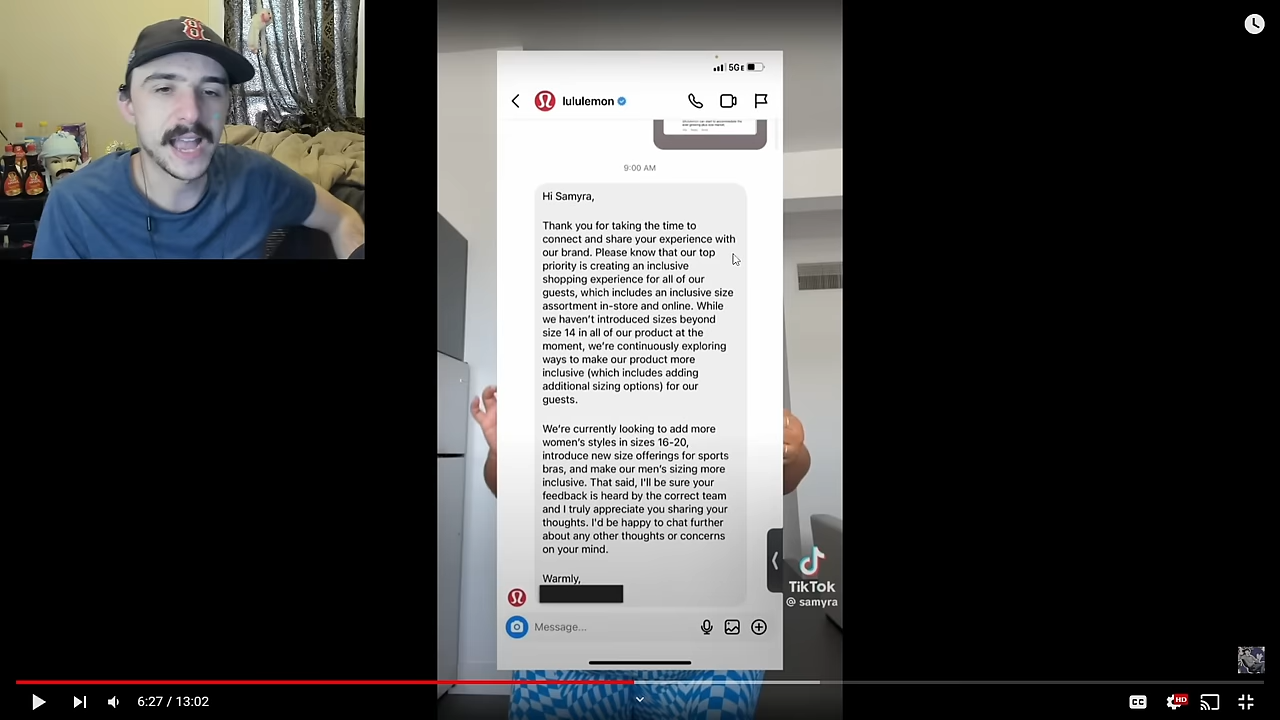 5GE
lululemon
9:00 AM
Hi Samyra,
Thank you for taking the time to
connect and share your experience with
our brand. Please know that our top
priority is creating an inclusive
shopping experience for all of our
guests, which includes an inclusive size
assortment in-store and online. While
we haven't introduced sizes beyond
size 14 in all of our product at the
moment, we're continuously exploring
ways to make our product more
inclusive (which includes adding
additional sizing options) for our
guests.
We're currently looking to add more
women's styles in sizes 16-20,
introduce new size offerings for sports
bras, and make our men's sizing more
inclusive. That said, I'll be sure your
feedback is heard by the correct team
and I truly appreciate you sharing your
thoughts. I'd be happy to chat further
about any other thoughts or concerns
on your mind.
Warmly,
Message...
TikTok
@ samyra
6:27 / 13:02
CC
HD